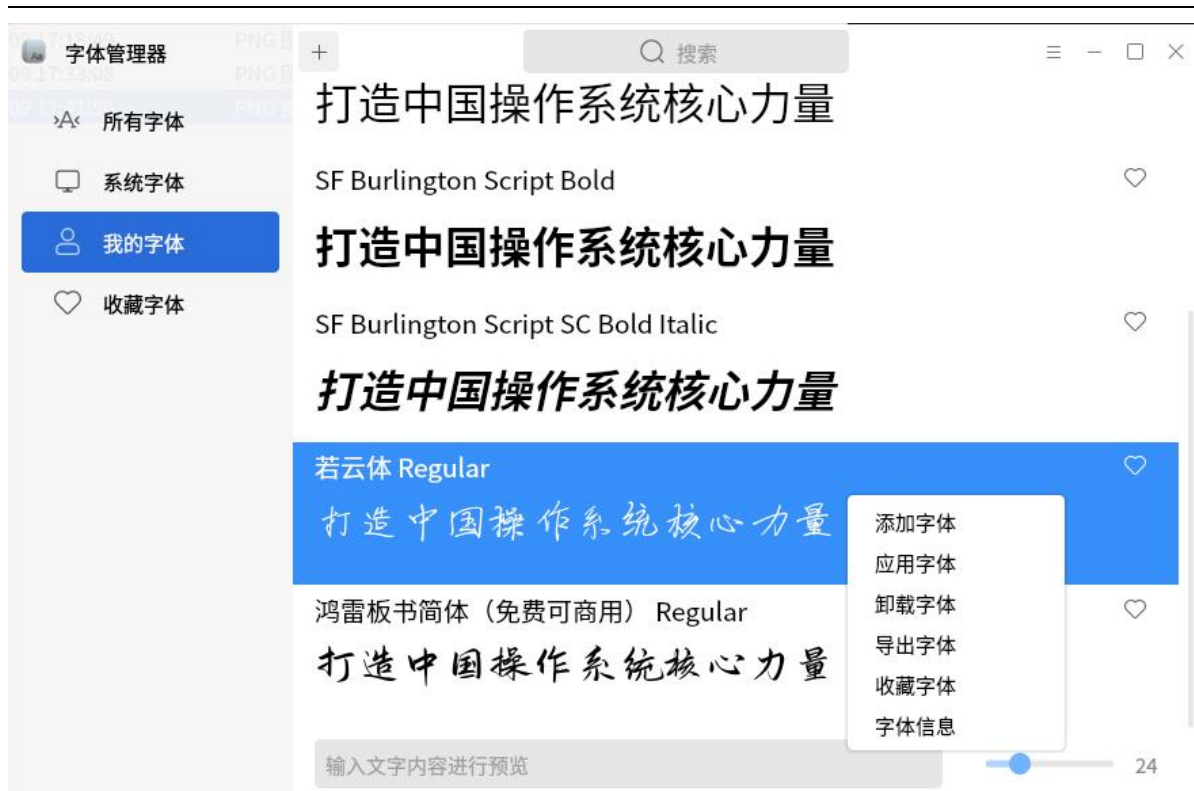 字体管理器
+
搜索
所有字体
系统字体
我的字体
收藏字体
打造中国操作系统核心力量
SF Burlington Script Bold
打造中国操作系统核心力量
SF Burlington Script SC Bold Italic
打造中国操作系统核心力量
若云体 Regular
打造中国操作系统核心力量
鸿雷板书简体（免费可商用） Regular
打造中国操作系统核心力量
添加字体
应用字体
卸载字体
导出字体
收藏字体
字体信息
输入文字内容进行预览
24